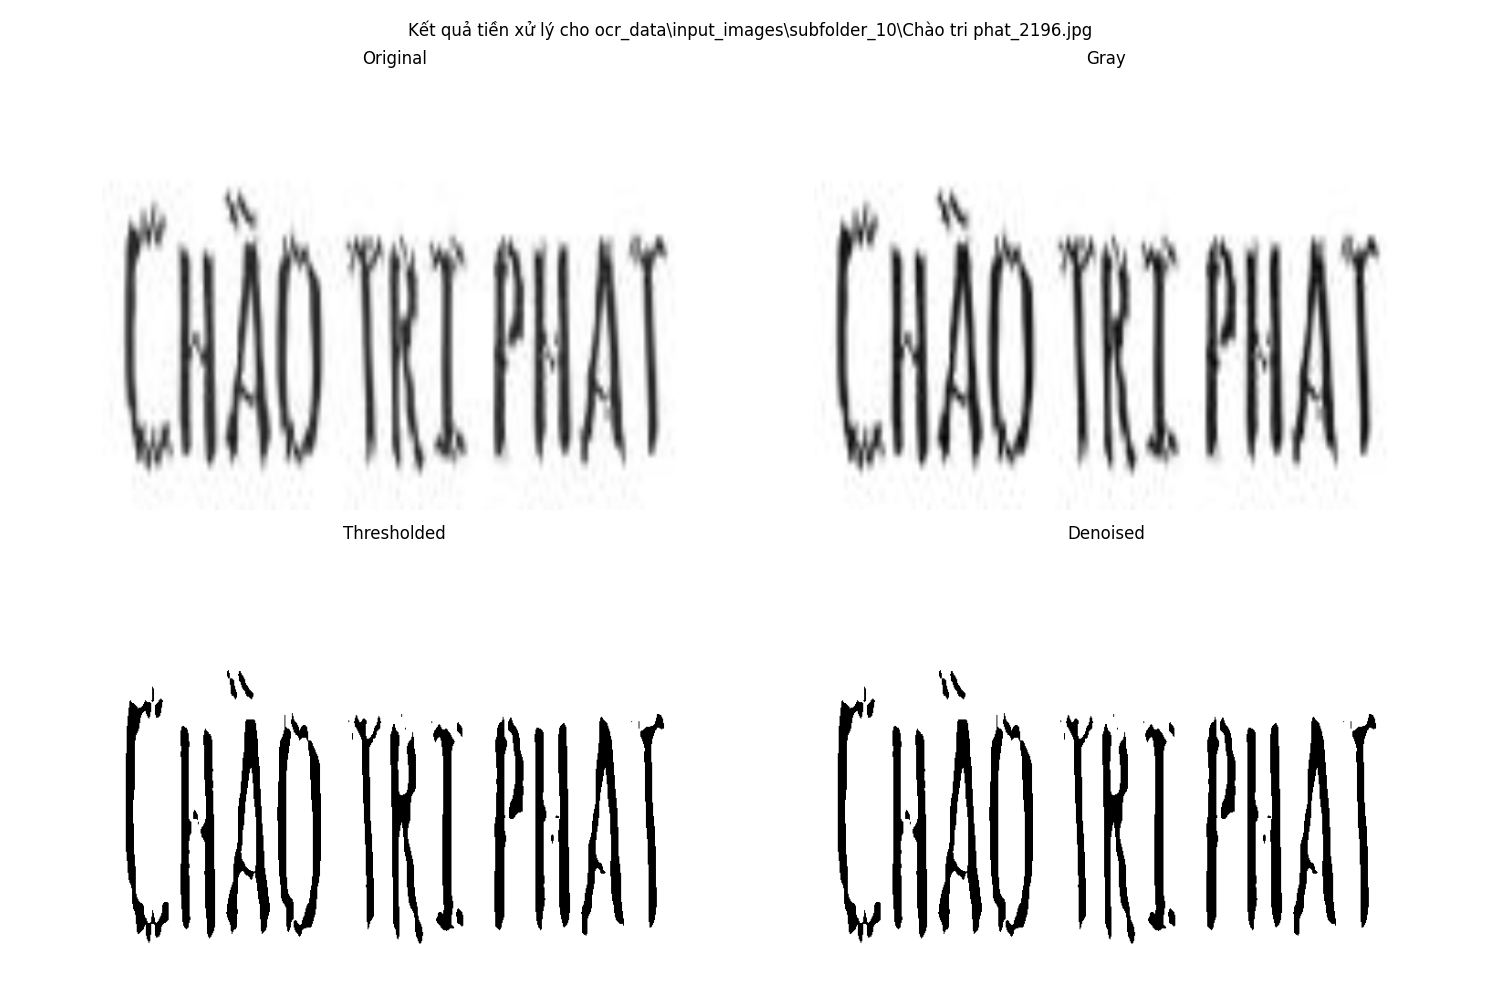 Kết quả tiền xử lý cho ocr_data\input_images\subfolder_10\Chào tri phat_2196.jpg
Original
Gray
CHÀO TRI PHAT
CHÀO TRI PHAT
Thresholded
Denoised
CHÀO TRI PHAT
CHÀO TRI PHAT